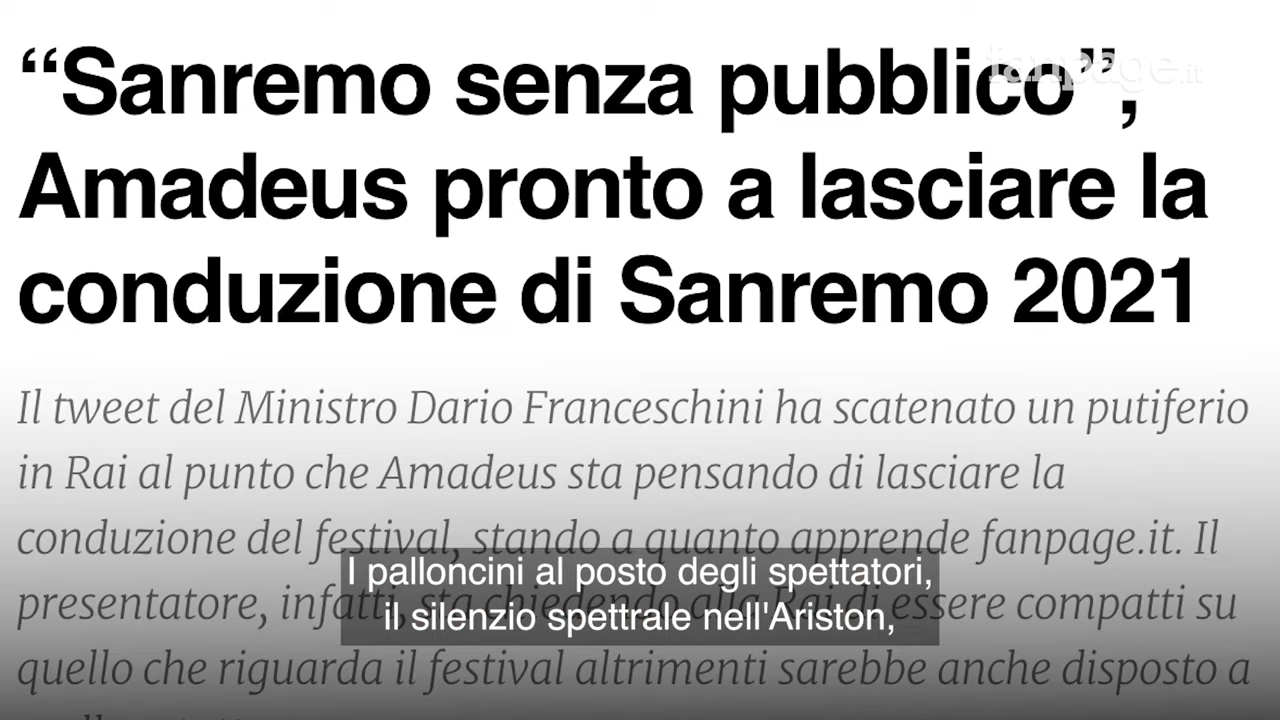 “Sanremo senza pubblico”,
fanpage.it
Amadeus pronto a lasciare la
conduzione di Sanremo 2021
Il tweet del Ministro Dario Franceschini ha scatenato un putiferio
in Rai al punto che Amadeus sta pensando di lasciare la
conduzione del festival, stando a quanto apprende fanpage.it. Il
presentatore, infatti, sta chiedendo alla Rai di essere compatti su
quello che riguarda il festival altrimenti sarebbe anche disposto a
I palloncini al posto degli spettatori,
il silenzio spettrale nell'Ariston,